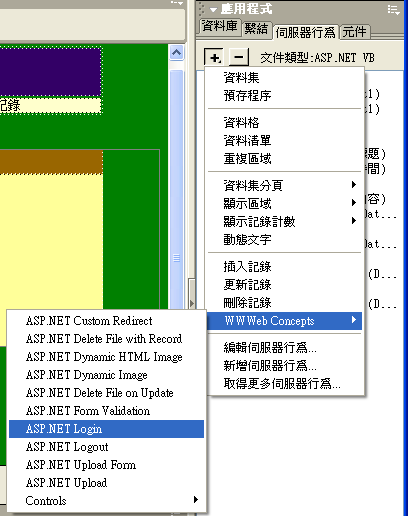 應用程式
資料庫 繫結 伺服器行為 元件
文件類型:ASP.NET VB
資料集
預存程序
資料格
資料清單
重複區域
資料集分頁
顯示區域
顯示記錄計數
動態文字
插入記錄
更新記錄
刪除記錄
WWWeb Concepts
編輯伺服器行為...
新增伺服器行為...
取得更多伺服器行為...
記錄
ASP.NET Custom Redirect
ASP.NET Delete File with Record
ASP.NET Dynamic HTML Image
ASP.NET Dynamic Image
ASP.NET Delete File on Update
ASP.NET Form Validation
ASP.NET Login
ASP.NET Logout
ASP.NET Upload Form
ASP.NET Upload
Controls